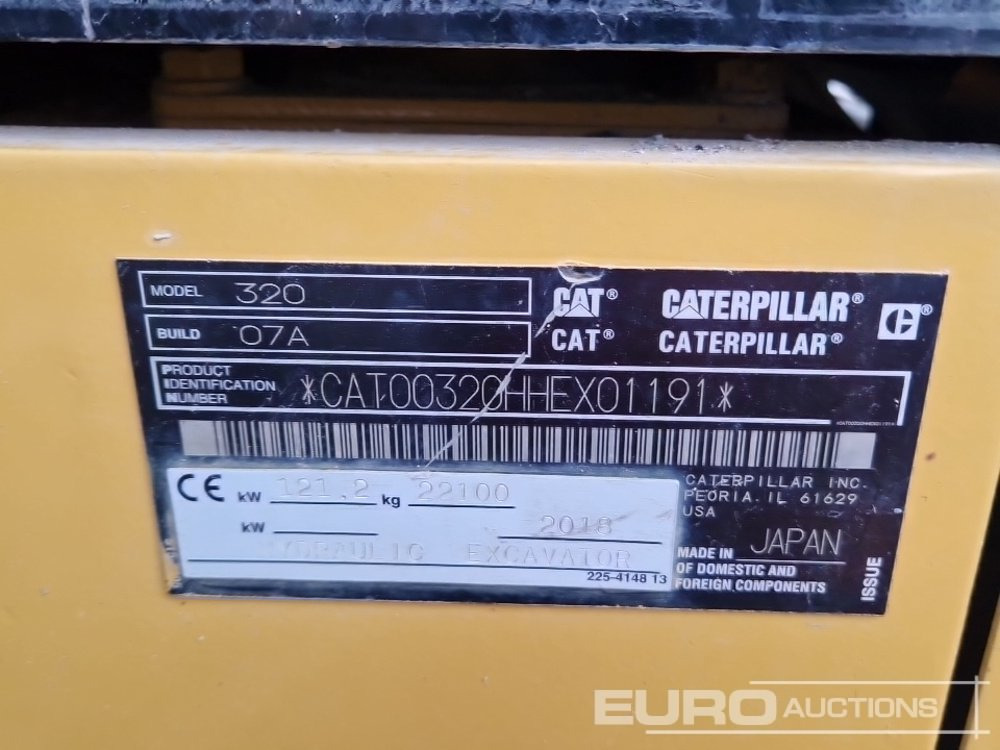 MODEL 320
CAT® CATERPILLAR® ®
BUILD 07A
CAT® CATERPILLAR®
PRODUCT
IDENTIFICATION
NUMBER *CAT00320HHEX01191*
CE kW 121.2 kg 22100
kW 2018
HYDRAULIC EXCAVATOR
225-4148 13
CATERPILLAR INC.
PEORIA, IL 61629
USA
MADE IN JAPAN
OF DOMESTIC AND
FOREIGN COMPONENTS
ISSUE
EURO AUCTIONS